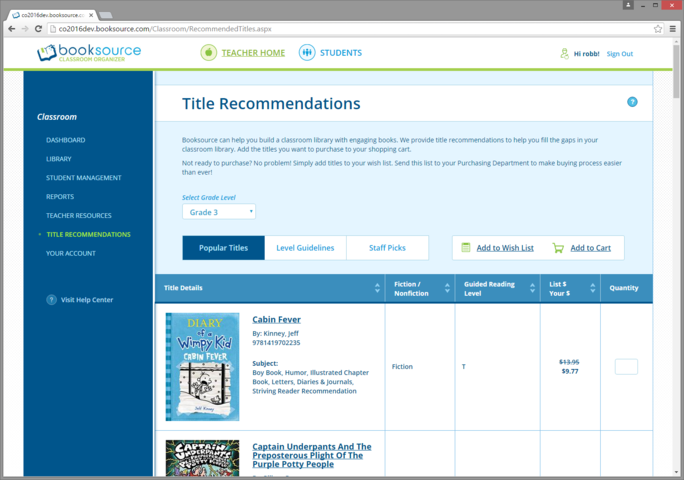 co2016dev.booksource.co
co2016dev.booksource.com/Classroom/RecommendedTitles.aspx
booksource
CLASSROOM ORGANIZER
TEACHER HOME
STUDENTS
Hi robb!
Sign Out
Classroom
DASHBOARD
LIBRARY
STUDENT MANAGEMENT
REPORTS
TEACHER RESOURCES
TITLE RECOMMENDATIONS
YOUR ACCOUNT
? Visit Help Center
Title Recommendations
?
Booksource can help you build a classroom library with engaging books. We provide title recommendations to help you fill the gaps in your
classroom library. Add the titles you want to purchase to your shopping cart.
Not ready to purchase? No problem! Simply add titles to your wish list. Send this list to your Purchasing Department to make buying process easier
than ever!
Select Grade Level
Grade 3
Popular Titles
Level Guidelines
Staff Picks
Add to Wish List
Add to Cart
Title Details
Fiction /
Nonfiction
Guided Reading
Level
List $
Your $
Quantity
DIARY
of a
Wimpy Kid
CABIN FEVER
Jeff Kinney
Cabin Fever
By: Kinney, Jeff
9781419702235
Subject:
Boy Book, Humor, Illustrated Chapter
Book, Letters, Diaries & Journals,
Striving Reader Recommendation
Fiction
T
$13.95
$9.77
CAPTAIN
UNDERPANTS
Captain Underpants And The
Preposterous Plight Of The
Purple Potty People